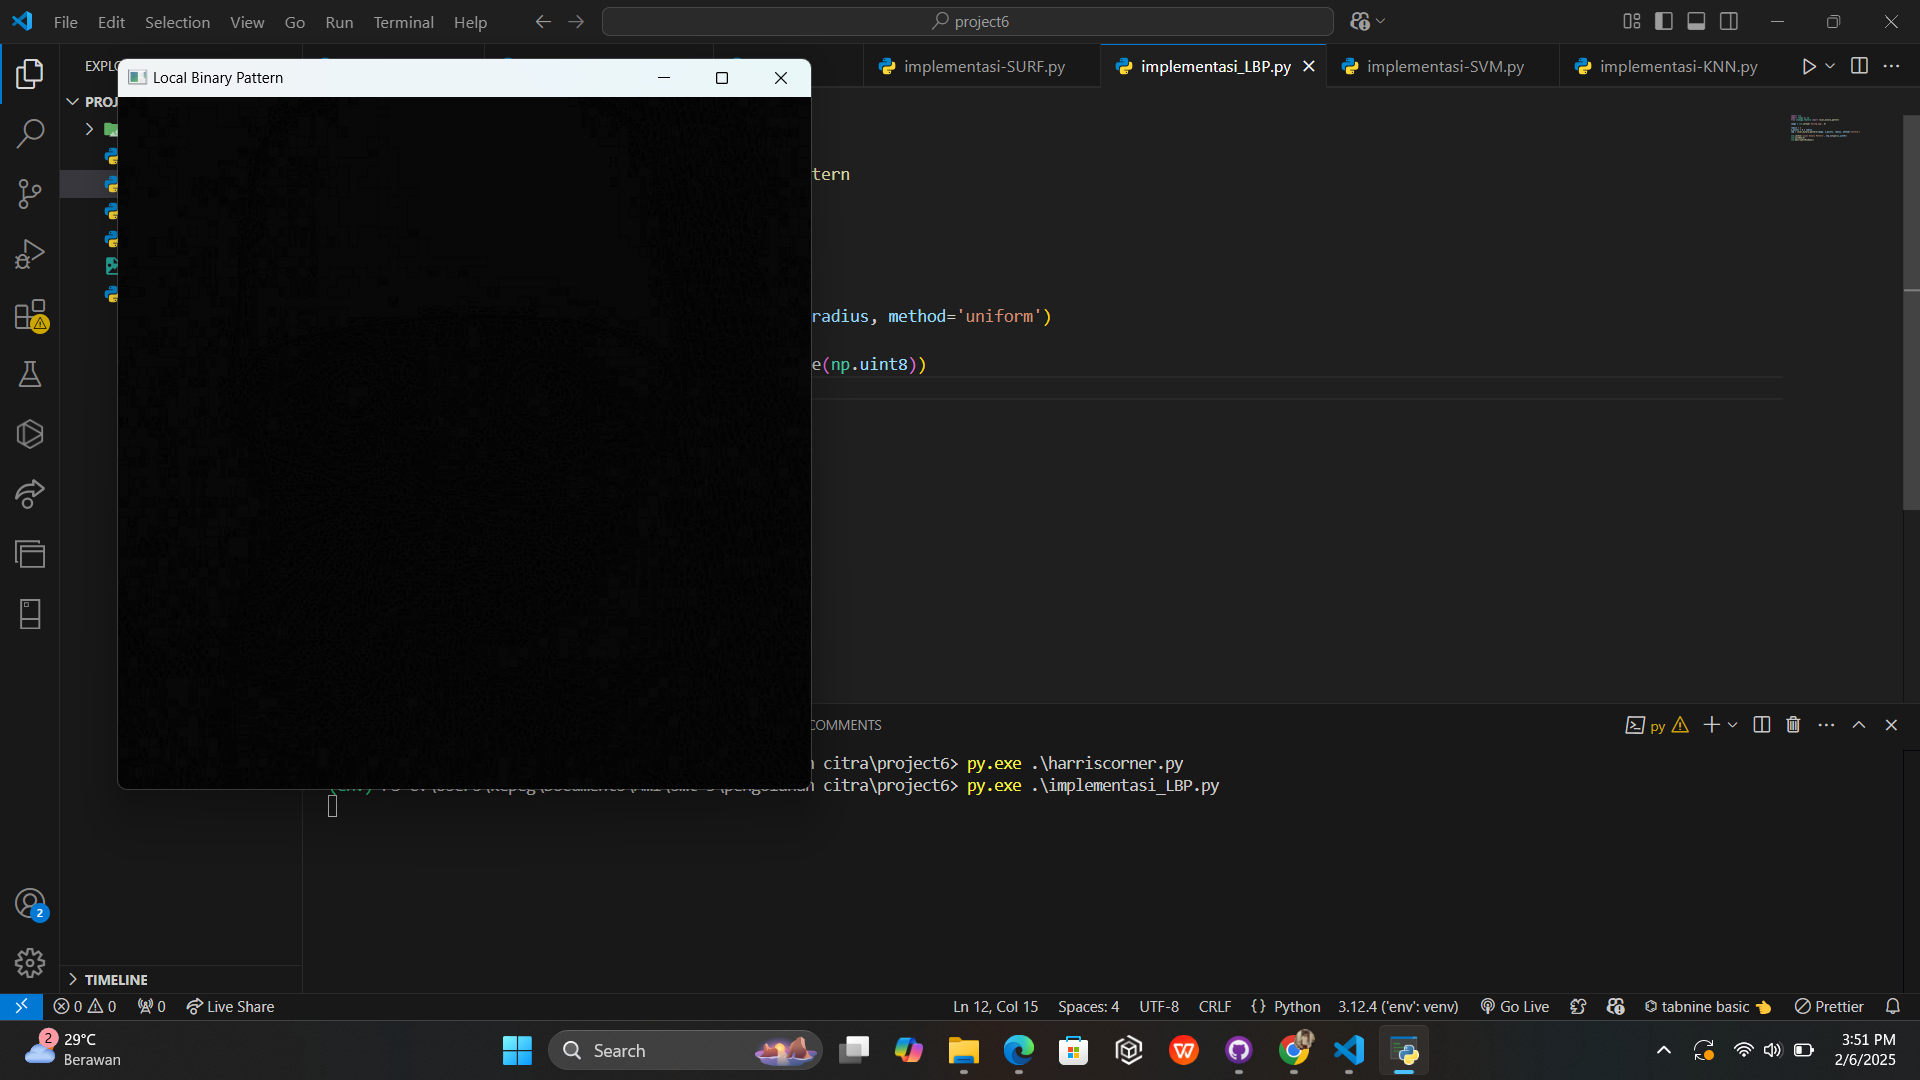 File Edit Selection View Go Run Terminal Help
project6
EXPLO
Local Binary Pattern
implementasi-SURF.py
implementasi_LBP.py
implementasi-SVM.py
implementasi-KNN.py
PROJ
tern
radius, method='uniform')
e(np.uint8))
COMMENTS
py
citra\project6> py.exe .\harriscorner.py
citra\project6> py.exe .\implementasi_LBP.py
2
TIMELINE
0 0 0 Live Share
Ln 12, Col 15 Spaces: 4 UTF-8 CRLF {} Python 3.12.4 ('env': venv) Go Live tabnine basic Prettier
2
29°C
Berawan
Search
3:51 PM
2/6/2025